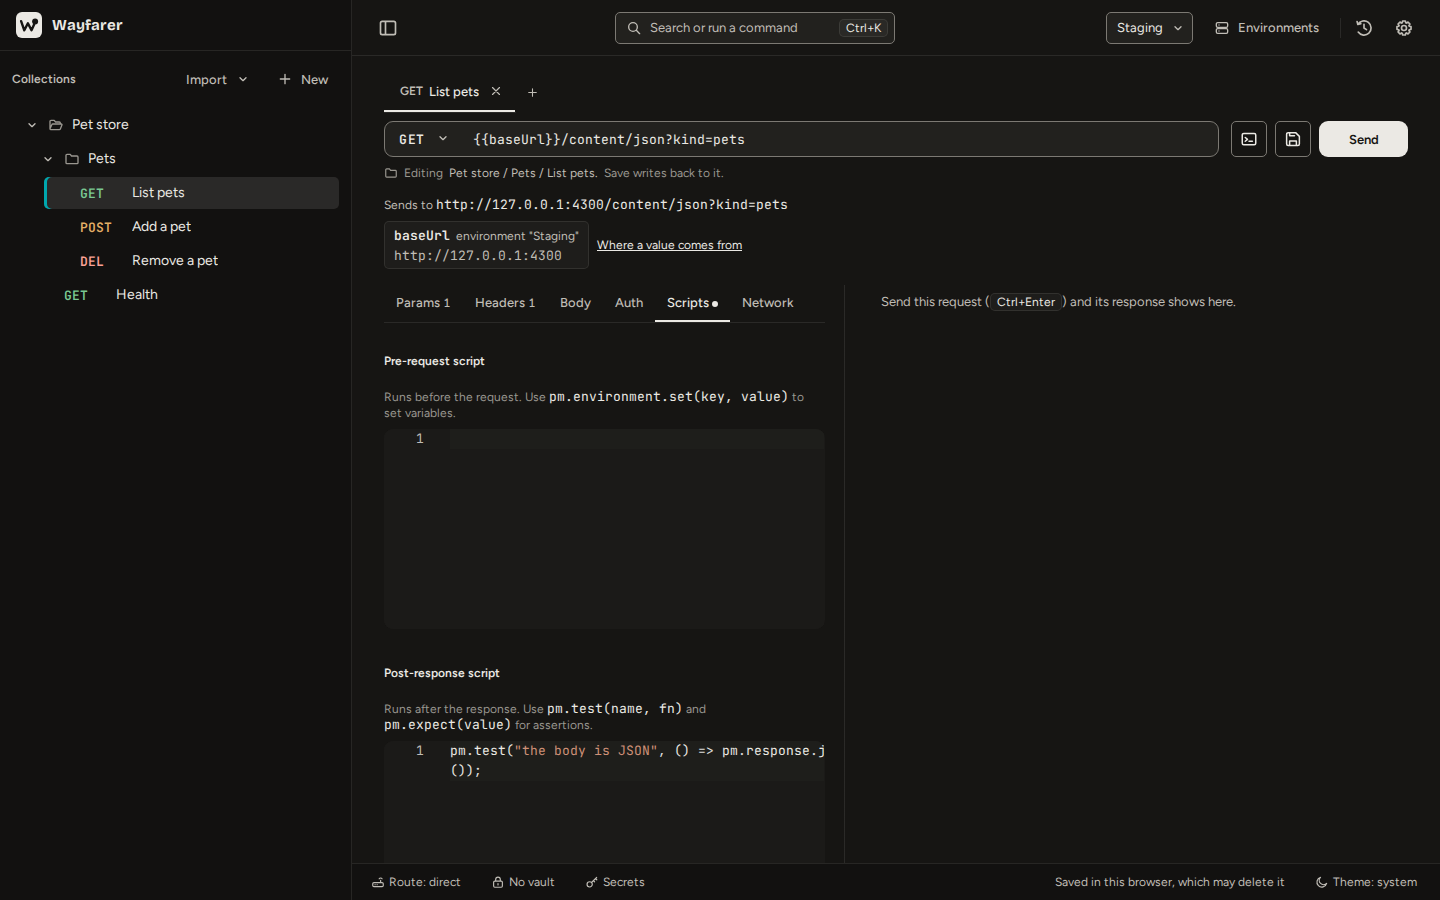 Wayfarer
Search or run a command
Ctrl+K
Staging
Environments
Collections
Import
New
Pet store
Pets
GET List pets
POST Add a pet
DEL Remove a pet
GET Health
GET List pets
GET
{{baseUrl}}/content/json?kind=pets
Send
Editing Pet store / Pets / List pets. Save writes back to it.
Sends to http://127.0.0.1:4300/content/json?kind=pets
baseUrl environment "Staging"
http://127.0.0.1:4300
Where a value comes from
Params 1
Headers 1
Body
Auth
Scripts
Network
Send this request (Ctrl+Enter) and its response shows here.
Pre-request script
Runs before the request. Use pm.environment.set(key, value) to
set variables.
1
Post-response script
Runs after the response. Use pm.test(name, fn) and
pm.expect(value) for assertions.
1
pm.test("the body is JSON", () => pm.response.j
());
Route: direct
No vault
Secrets
Saved in this browser, which may delete it
Theme: system